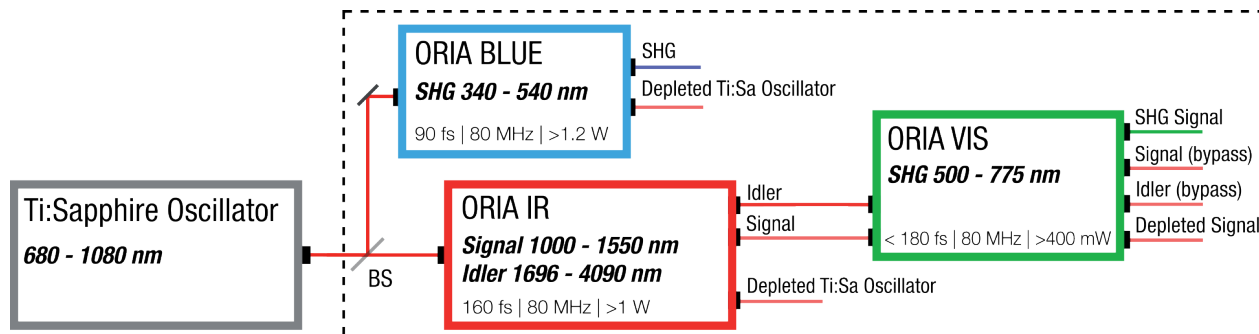 ORIA BLUE
SHG 340 - 540 nm
90 fs | 80 MHz | >1.2 W
SHG
Depleted Ti:Sa Oscillator
Ti:Sapphire Oscillator
680 - 1080 nm
BS
ORIA IR
Signal 1000 - 1550 nm
Idler 1696 - 4090 nm
160 fs | 80 MHz | >1 W
Idler
Signal
Depleted Ti:Sa Oscillator
ORIA VIS
SHG 500 - 775 nm
< 180 fs | 80 MHz | >400 mW
SHG Signal
Signal (bypass)
Idler (bypass)
Depleted Signal